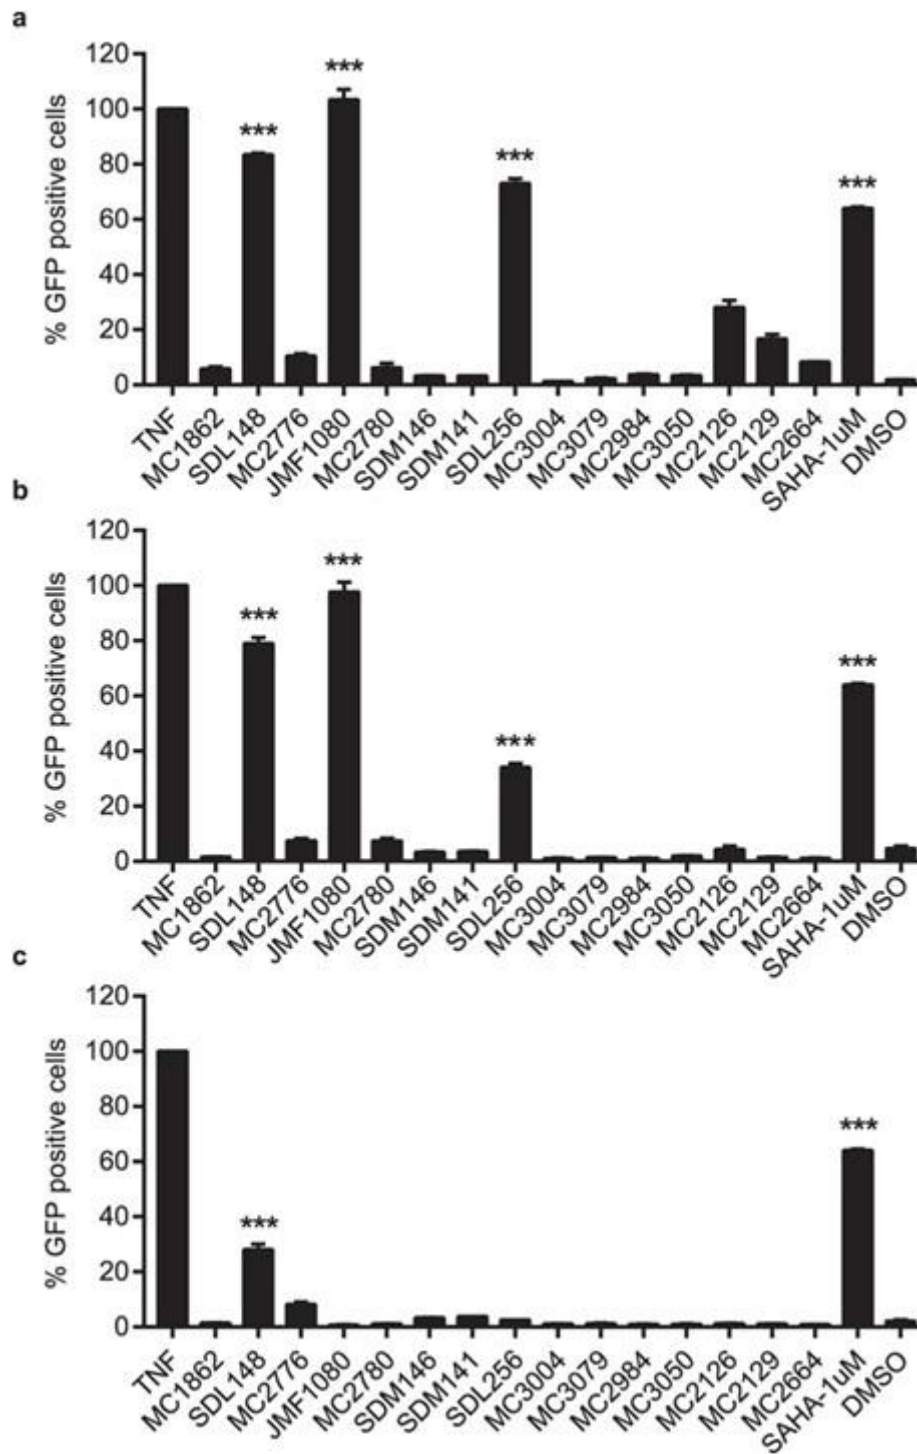 a
% GFP positive cells
120
100
80
60
40
20
0
***
***
***
***
TNF
MC1862
SDL148
MC2776
JMF1080
MC2780
SDM146
SDM141
SDL256
MC3004
MC3079
MC2984
MC3050
MC2126
MC2129
MC2664
SAHA-1uM
DMSO
b
% GFP positive cells
120
100
80
60
40
20
0
***
***
***
***
TNF
MC1862
SDL148
MC2776
JMF1080
MC2780
SDM146
SDM141
SDL256
MC3004
MC3079
MC2984
MC3050
MC2126
MC2129
MC2664
SAHA-1uM
DMSO
c
% GFP positive cells
120
100
80
60
40
20
0
***
***
TNF
MC1862
SDL148
MC2776
JMF1080
MC2780
SDM146
SDM141
SDL256
MC3004
MC3079
MC2984
MC3050
MC2126
MC2129
MC2664
SAHA-1uM
DMSO